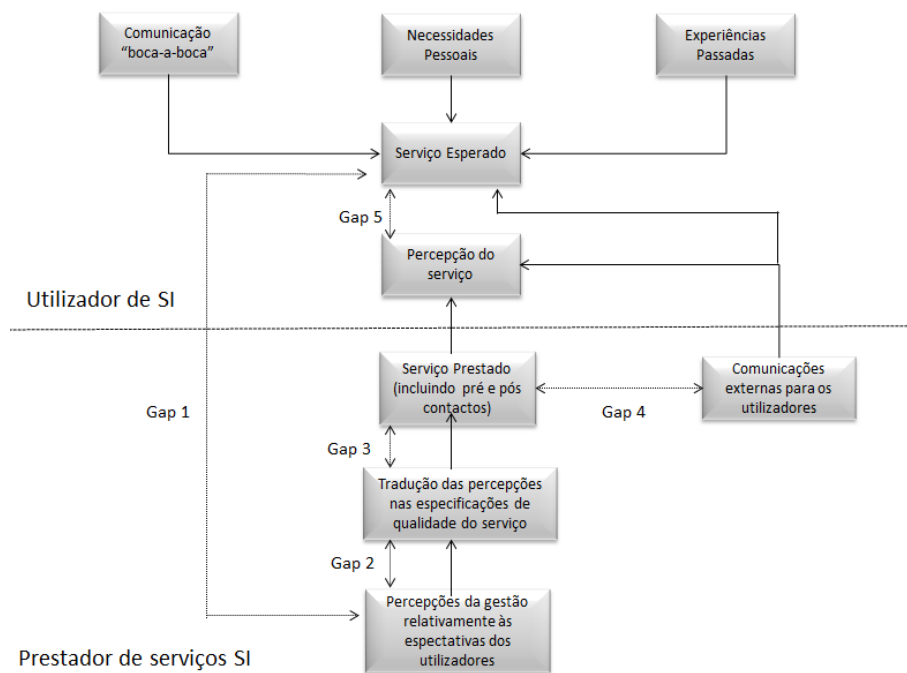 Comunicação
“boca-a-boca”
Necessidades
Pessoais
Experiências
Passadas
Serviço Esperado
Gap 5
Percepção do
serviço
Utilizador de SI
Serviço Prestado
(incluindo pré e pós
contactos)
Comunicações
externas para os
utilizadores
Gap 1
Gap 4
Gap 3
Tradução das percepções
nas especificações de
qualidade do serviço
Gap 2
Percepções da gestão
relativamente às
espectativas dos
utilizadores
Prestador de serviços SI